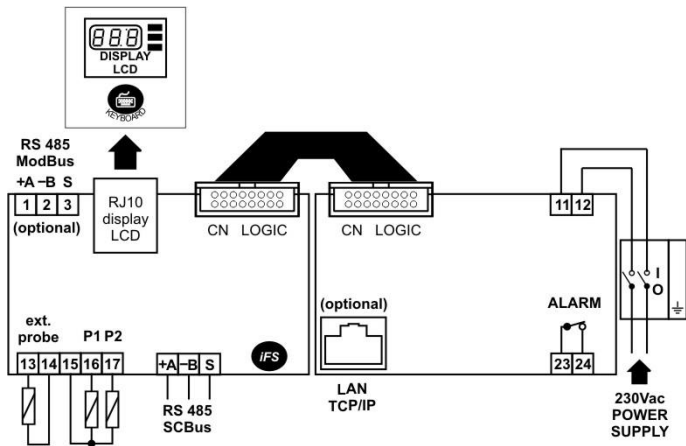 888
DISPLAY
LCD
KEYBOARD
RS 485
ModBus
+A –B S
1 2 3
(optional)
RJ10
display
LCD
CN LOGIC
CN LOGIC
11 12
I
O
ext.
probe
P1 P2
13 14 15 16 17
+A –B S
iFS
RS 485
SCBus
(optional)
LAN
TCP/IP
ALARM
23 24
230Vac
POWER
SUPPLY